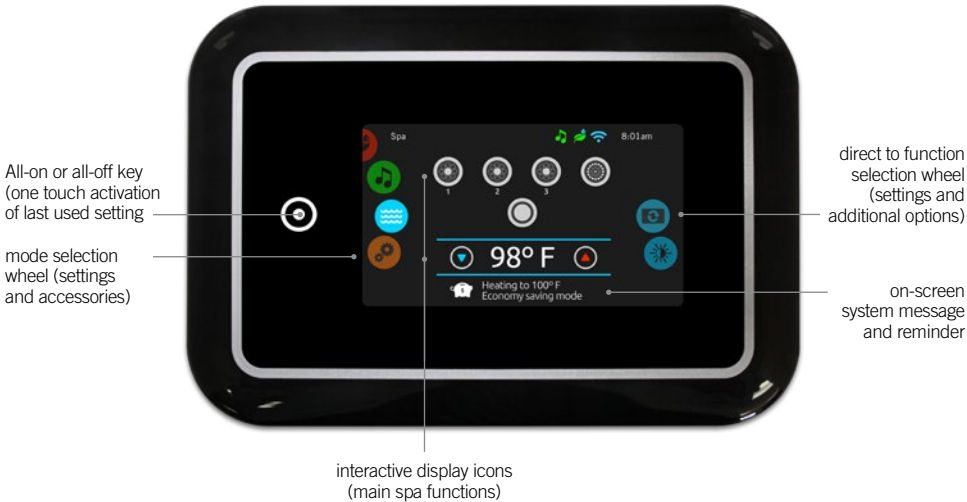 Spa
8:01am
1
2
3
98° F
Heating to 100° F
Economy saving mode
All-on or all-off key
(one touch activation
of last used setting
mode selection
wheel (settings
and accessories)
direct to function
selection wheel
(settings and
additional options)
on-screen
system message
and reminder
interactive display icons
(main spa functions)